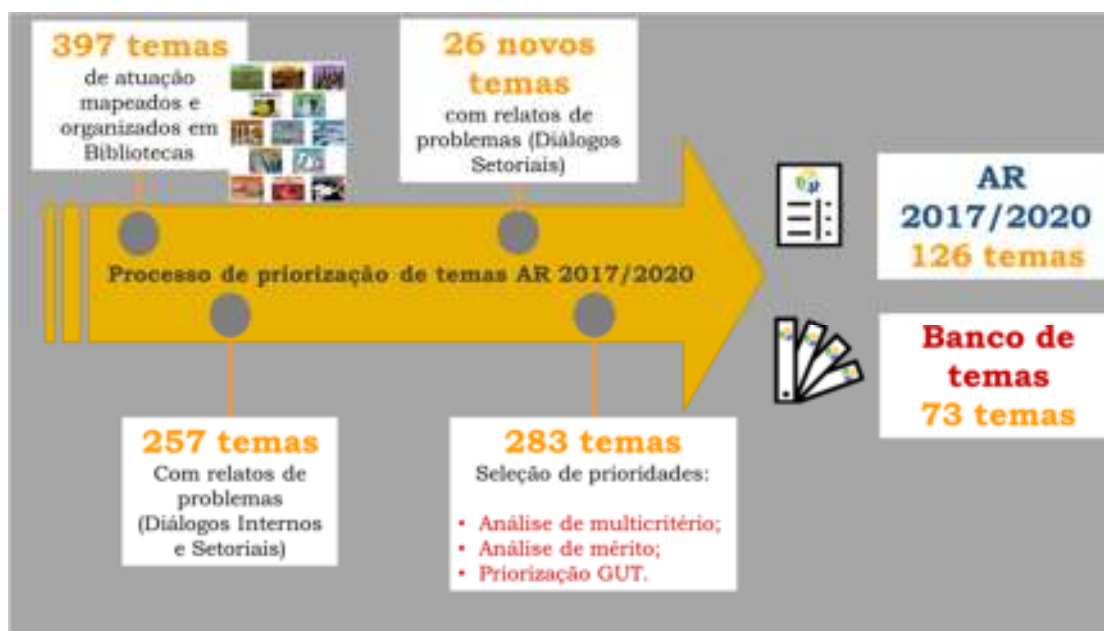 397 temas
de atuação
mapeados e
organizados em
Bibliotecas
26 novos
temas
com relatos de
problemas (Diálogos
Setoriais)
AR
2017/2020
126 temas
Processo de priorização de temas AR 2017/2020
Banco de
temas
73 temas
257 temas
Com relatos de
problemas
(Diálogos Internos
e Setoriais)
283 temas
Seleção de prioridades:
• Análise de multicritério;
• Análise de mérito;
• Priorização GUT.